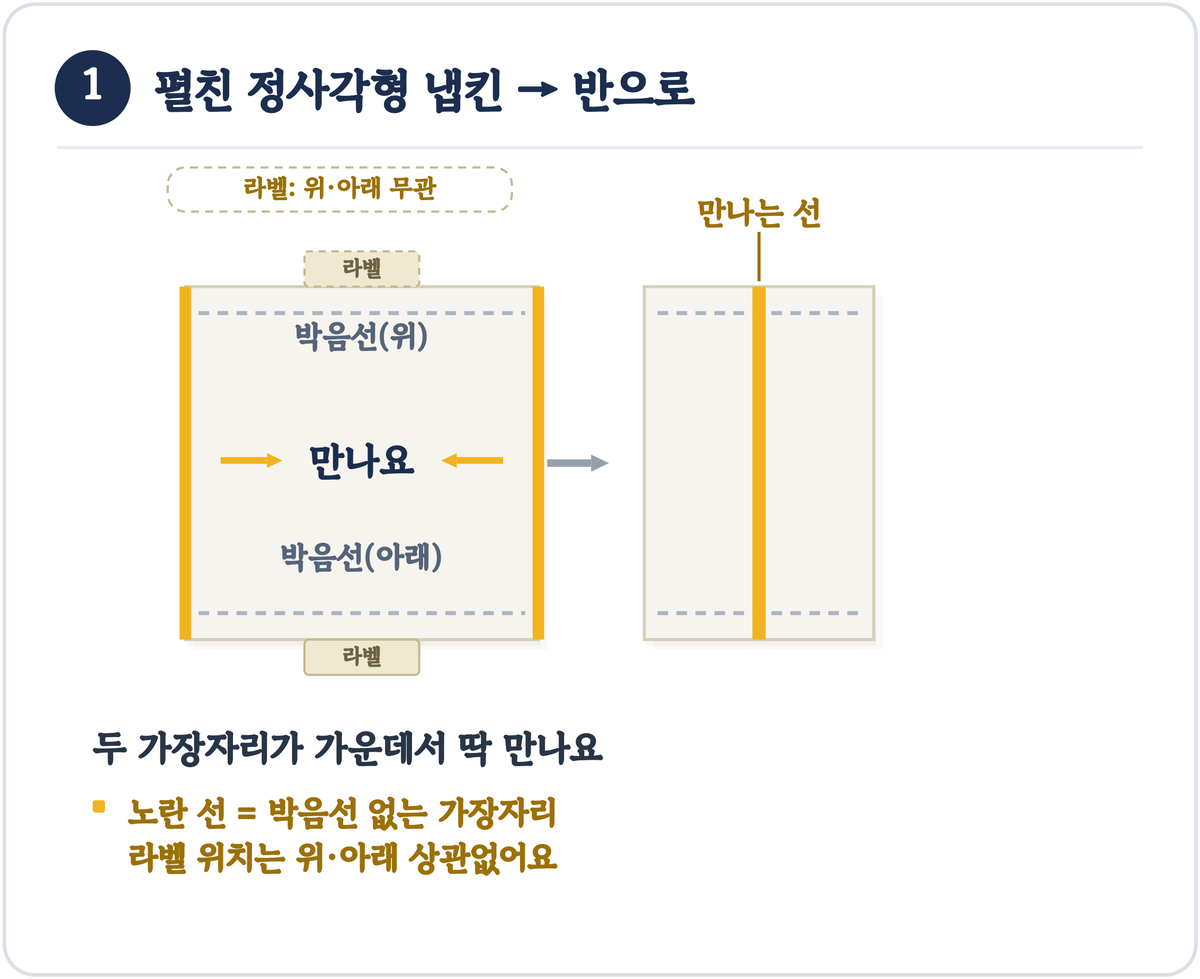 1 펼친 정사각형 냅킨 → 반으로
라벨: 위·아래 무관
만나는 선
라벨
박음선(위)
만나요
박음선(아래)
라벨
두 가장자리가 가운데서 딱 만나요
노란 선 = 박음선 없는 가장자리
라벨 위치는 위·아래 상관없어요